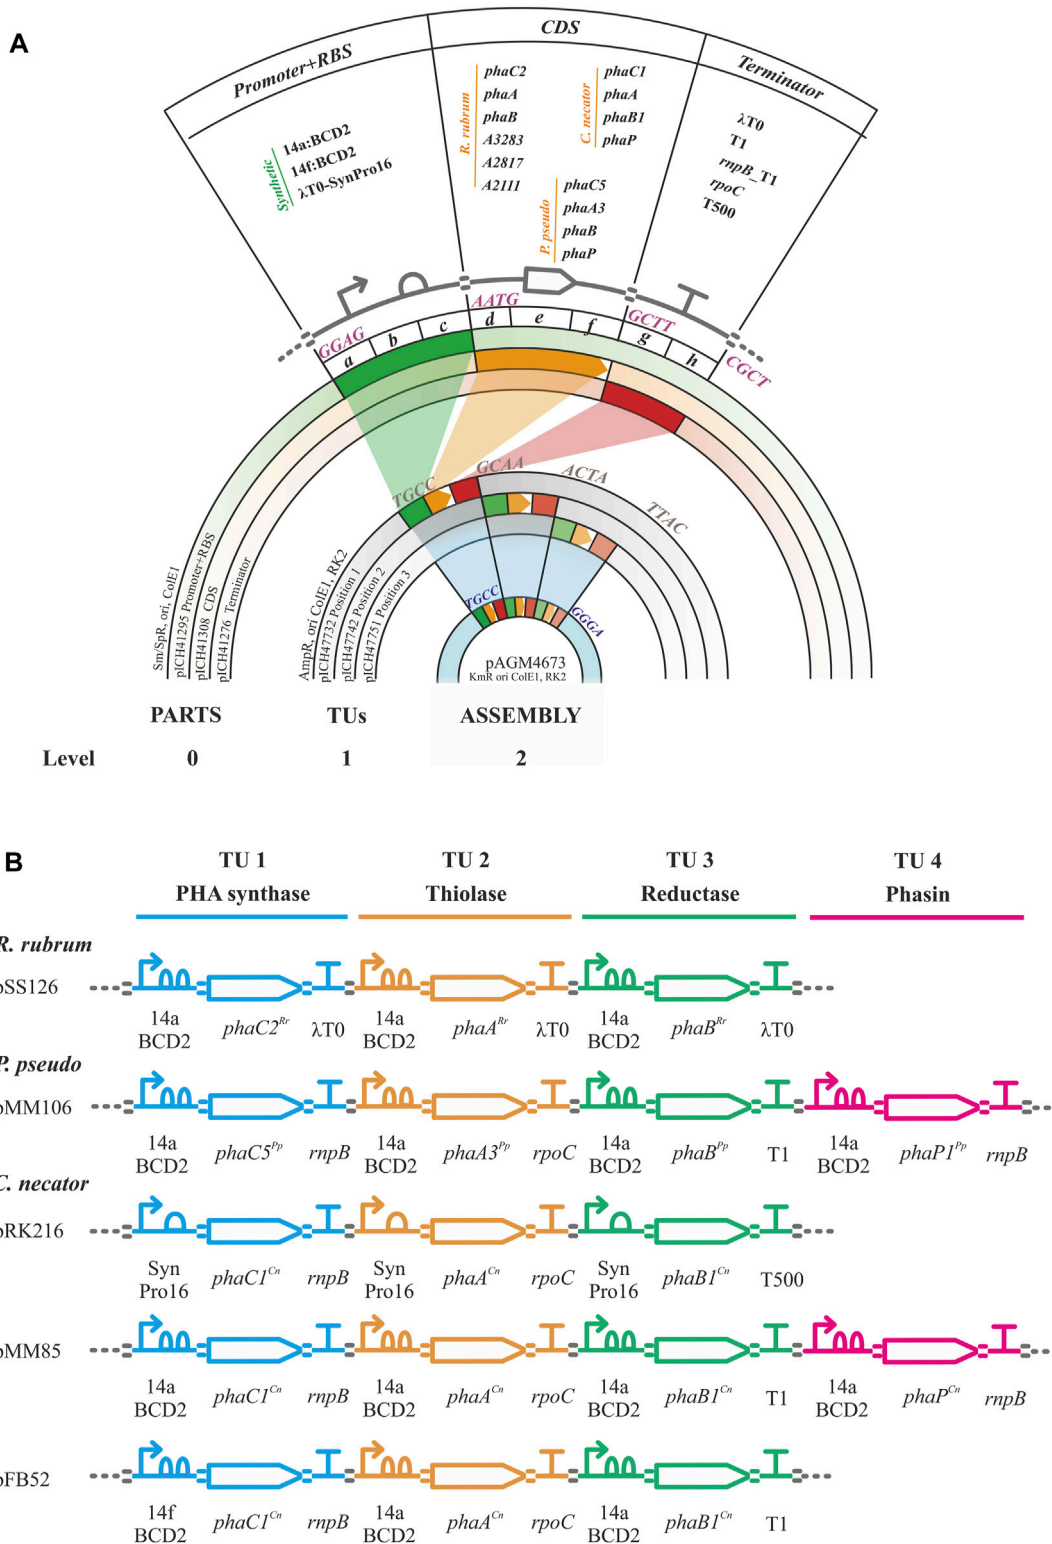 A
Promoter+RBS
CDS
Terminator
Synthetic
14a:BCD2
14f:BCD2
λT0-SynPro16
R. rubrum
phaC2
phaA
phaB
A3283
A2817
A2111
C. necator
phaC1
phaA
phaB1
phaP
P. pseudo
phaC5
phaA3
phaB
phaP
λT0
T1
rnpB_T1
rpoC
T500
GGAG
AATG
GCTT
CGCT
a b c d e f g h
TGCC
GCAA
ACTA
TTAC
Sm/SpR, ori, ColE1
pICH41295 Promoter+RBS
pICH41308 CDS
pICH41276 Terminator
AmpR, ori ColE1, RK2
pICH47732 Position 1
pICH47742 Position 2
pICH47751 Position 3
TGCC
GGGA
pAGM4673
KmR ori ColE1, RK2
PARTS TUs ASSEMBLY
Level 0 1 2
B
TU 1 TU 2 TU 3 TU 4
PHA synthase Thiolase Reductase Phasin
R. rubrum
pSS126
14a BCD2 phaC2Rr λT0 14a BCD2 phaARr λT0 14a BCD2 phaBRr λT0
P. pseudo
pMM106
14a BCD2 phaC5Pp rnpB 14a BCD2 phaA3Pp rpoC 14a BCD2 phaBPp T1 14a BCD2 phaP1Pp rnpB
C. necator
pRK216
Syn Pro16 phaC1Cn rnpB Syn Pro16 phaACn rpoC Syn Pro16 phaB1Cn T500
pMM85
14a BCD2 phaC1Cn rnpB 14a BCD2 phaACn rpoC 14a BCD2 phaB1Cn T1 14a BCD2 phaPCn rnpB
pFB52
14f BCD2 phaC1Cn rnpB 14a BCD2 phaACn rpoC 14a BCD2 phaB1Cn T1